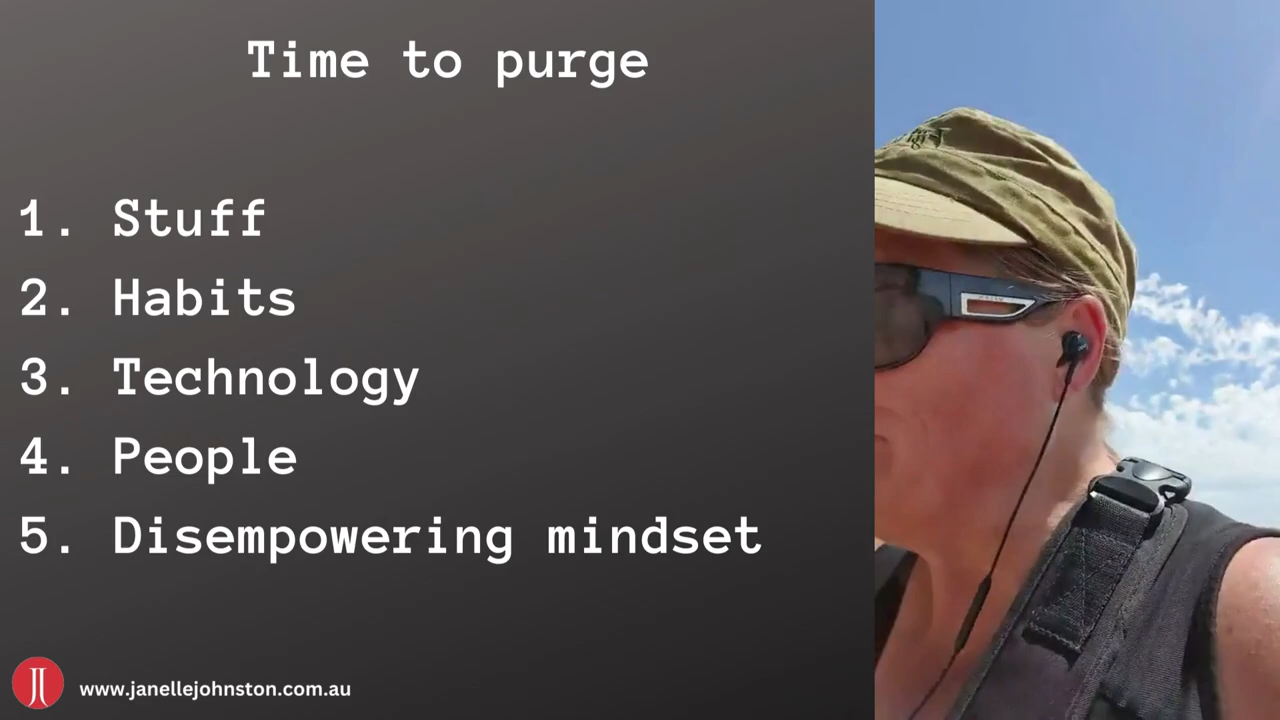 Time to purge
1. Stuff
2. Habits
3. Technology
4. People
5. Disempowering mindset
www.janellejohnston.com.au